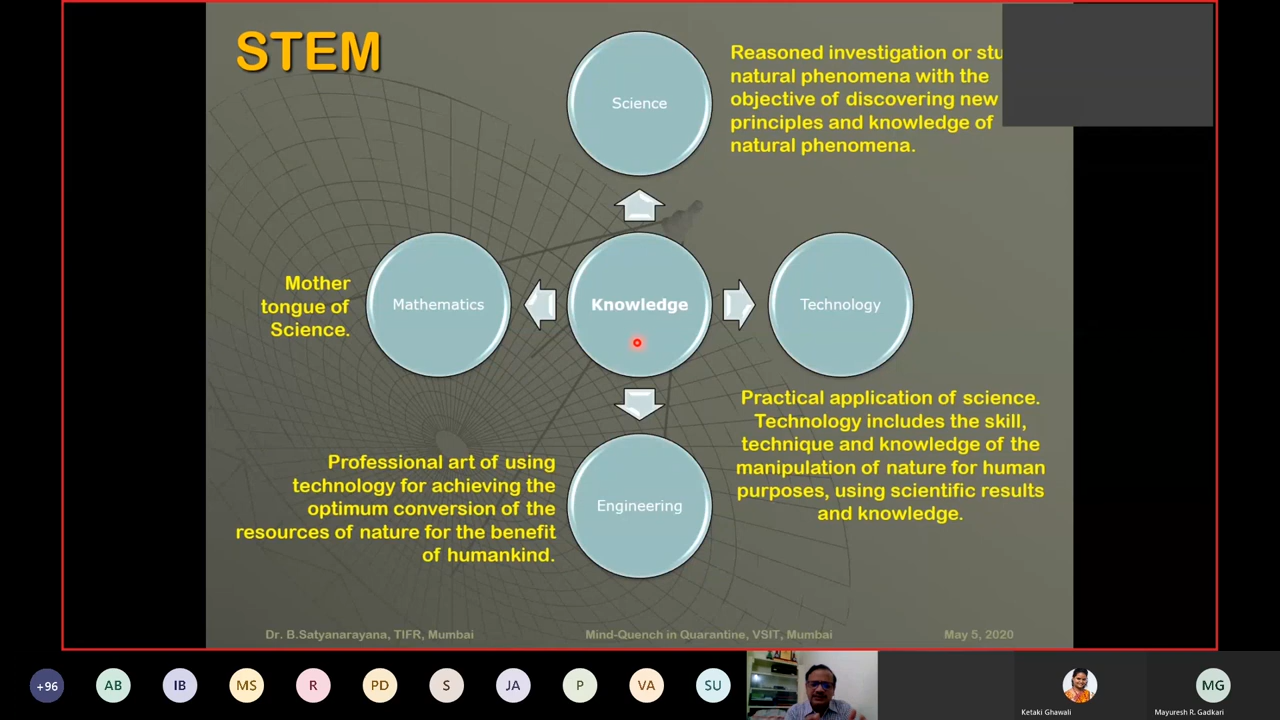 STEM
Science
Reasoned investigation or
natural phenomena with the
objective of discovering new
principles and knowledge of
natural phenomena.
Mother
tongue of
Science.
Mathematics
Knowledge
Technology
Practical application of science.
Technology includes the skill,
technique and knowledge of the
manipulation of nature for human
purposes, using scientific results
and knowledge.
Professional art of using
technology for achieving the
optimum conversion of the
resources of nature for the benefit
of humankind.
Engineering
Dr. B.Satyanarayana, TIFR, Mumbai
Mind-Quench in Quarantine, VSIT, Mumbai
May 5, 2020
+96
AB
IB
MS
R
PD
S
JA
P
VA
SU
MG
Ketaki Ghawali
Mayuresh R. Gadkari